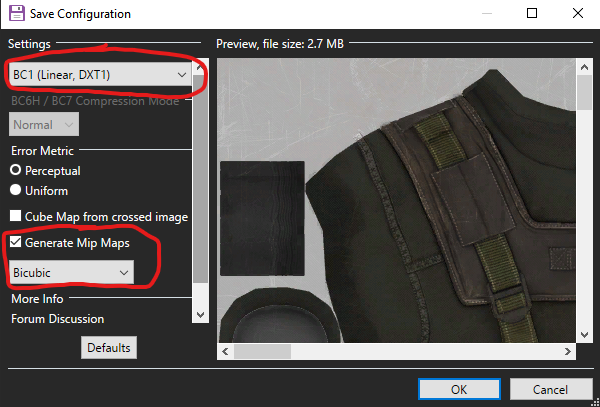 Save Configuration
Settings
BC1 (Linear, DXT1)
BC6H / BC7 Compression Mode
Normal
Error Metric
Perceptual
Uniform
Cube Map from crossed image
Generate Mip Maps
Bicubic
More Info
Forum Discussion
Defaults
Preview, file size: 2.7 MB
OK
Cancel